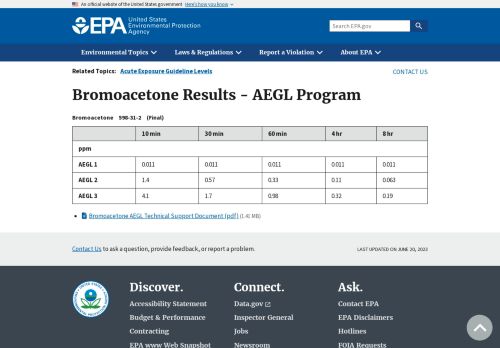 An official website of the United States government Here's how you know
EPA United States Environmental Protection Agency
Search EPA.gov
Environmental Topics Laws & Regulations Report a Violation About EPA
Related Topics: Acute Exposure Guideline Levels CONTACT US
Bromoacetone Results - AEGL Program
Bromoacetone 598-31-2 (Final)
10 min 30 min 60 min 4 hr 8 hr
ppm
AEGL 1 0.011 0.011 0.011 0.011 0.011
AEGL 2 1.4 0.57 0.33 0.11 0.063
AEGL 3 4.1 1.7 0.98 0.32 0.19
Bromoacetone AEGL Technical Support Document (pdf) (1.41 MB)
Contact Us to ask a question, provide feedback, or report a problem. LAST UPDATED ON JUNE 20, 2023
Discover. Connect. Ask.
Accessibility Statement Data.gov Contact EPA
Budget & Performance Inspector General EPA Disclaimers
Contracting Jobs Hotlines
EPA www Web Snapshot Newsroom FOIA Requests